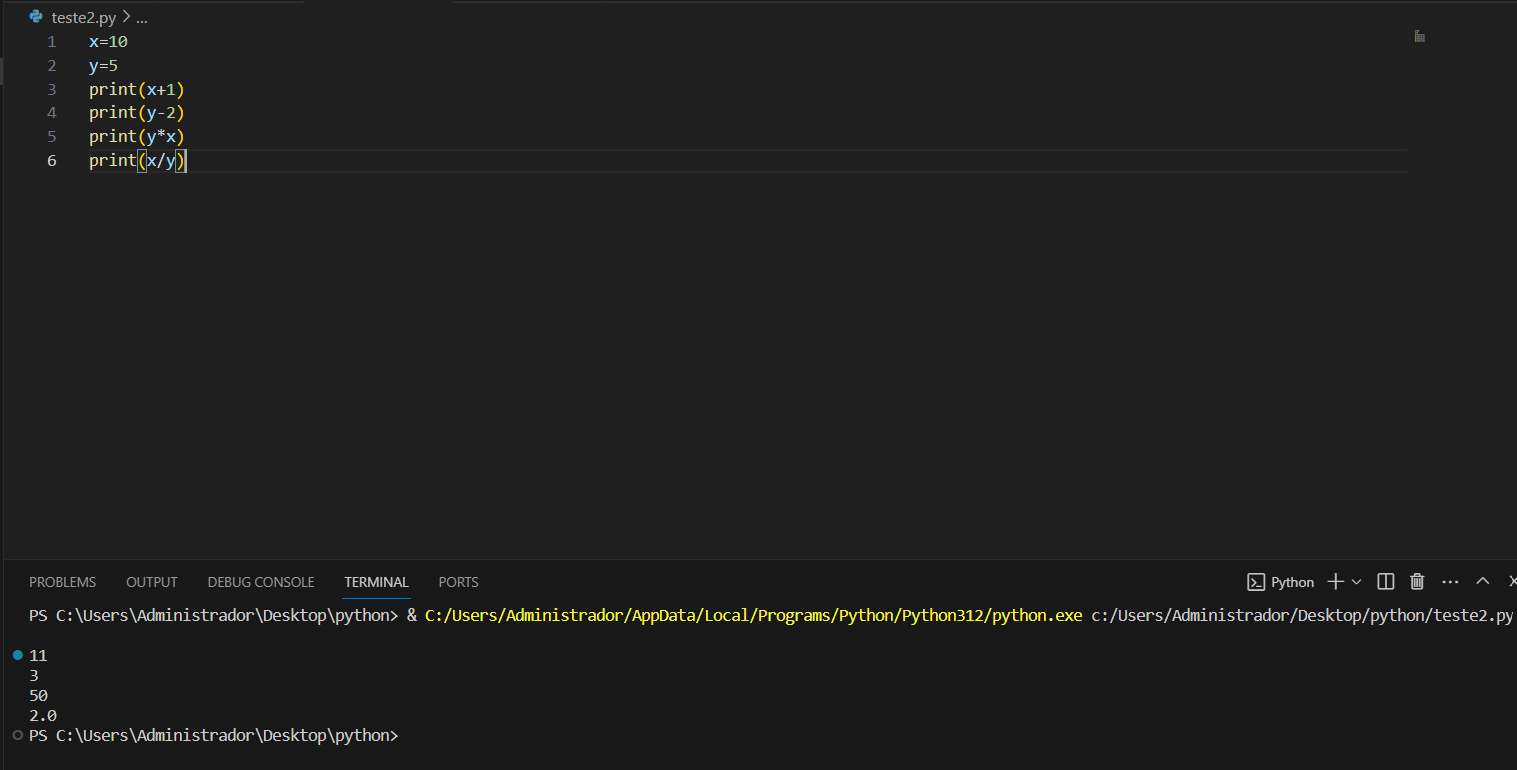 teste2.py > ...
1 x=10
2 y=5
3 print(x+1)
4 print(y-2)
5 print(y*x)
6 print(x/y)
PROBLEMS OUTPUT DEBUG CONSOLE TERMINAL PORTS Python
PS C:\Users\Administrador\Desktop\python> & C:/Users/Administrador/AppData/Local/Programs/Python/Python312/python.exe c:/Users/Administrador/Desktop/python/teste2.py
11
3
50
2.0
PS C:\Users\Administrador\Desktop\python>